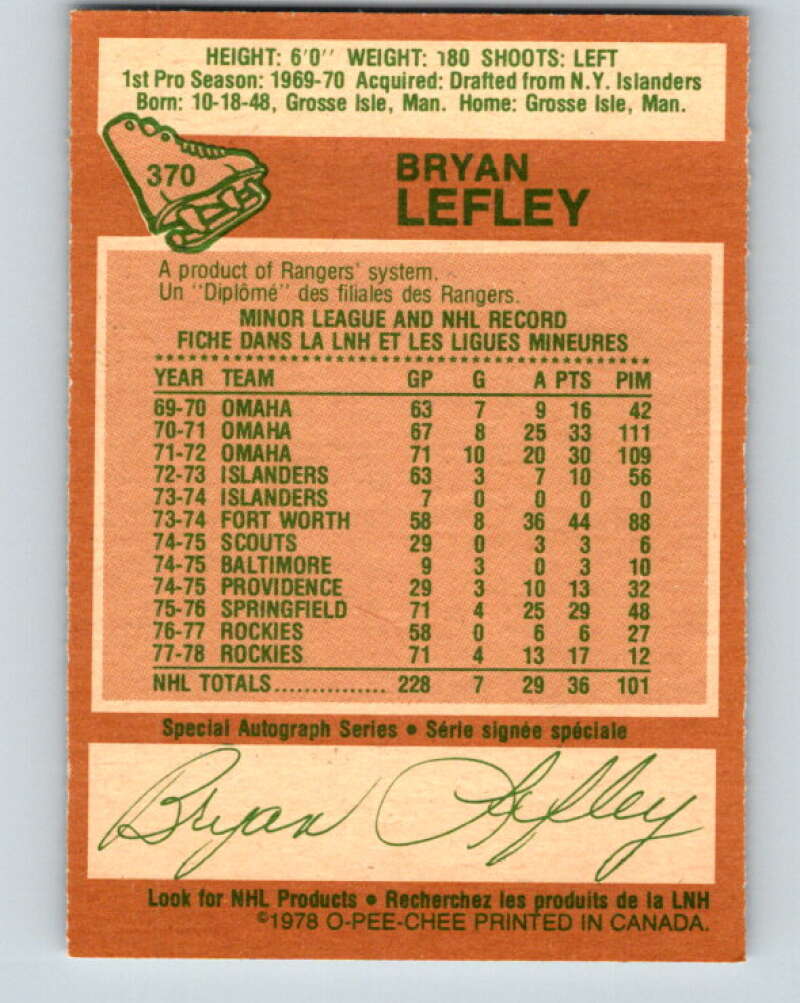 HEIGHT: 6'0'' WEIGHT: 180 SHOOTS: LEFT
1st Pro Season: 1969-70 Acquired: Drafted from N.Y. Islanders
Born: 10-18-48, Grosse Isle, Man. Home: Grosse Isle, Man.
370
BRYAN
LEFLEY
A product of Rangers' system.
Un "Diplômé" des filiales des Rangers.
MINOR LEAGUE AND NHL RECORD
FICHE DANS LA LNH ET LES LIGUES MINEURES
YEAR TEAM GP G A PTS PIM
69-70 OMAHA 63 7 9 16 42
70-71 OMAHA 67 8 25 33 111
71-72 OMAHA 71 10 20 30 109
72-73 ISLANDERS 63 3 7 10 56
73-74 ISLANDERS 7 0 0 0 0
73-74 FORT WORTH 58 8 36 44 88
74-75 SCOUTS 29 0 3 3 6
74-75 BALTIMORE 9 3 0 3 10
74-75 PROVIDENCE 29 3 10 13 32
75-76 SPRINGFIELD 71 4 25 29 48
76-77 ROCKIES 58 0 6 6 27
77-78 ROCKIES 71 4 13 17 12
NHL TOTALS............... 228 7 29 36 101
Special Autograph Series • Série signée spéciale
Bryan Lefley
Look for NHL Products • Recherchez les produits de la LNH
©1978 O-PEE-CHEE PRINTED IN CANADA.